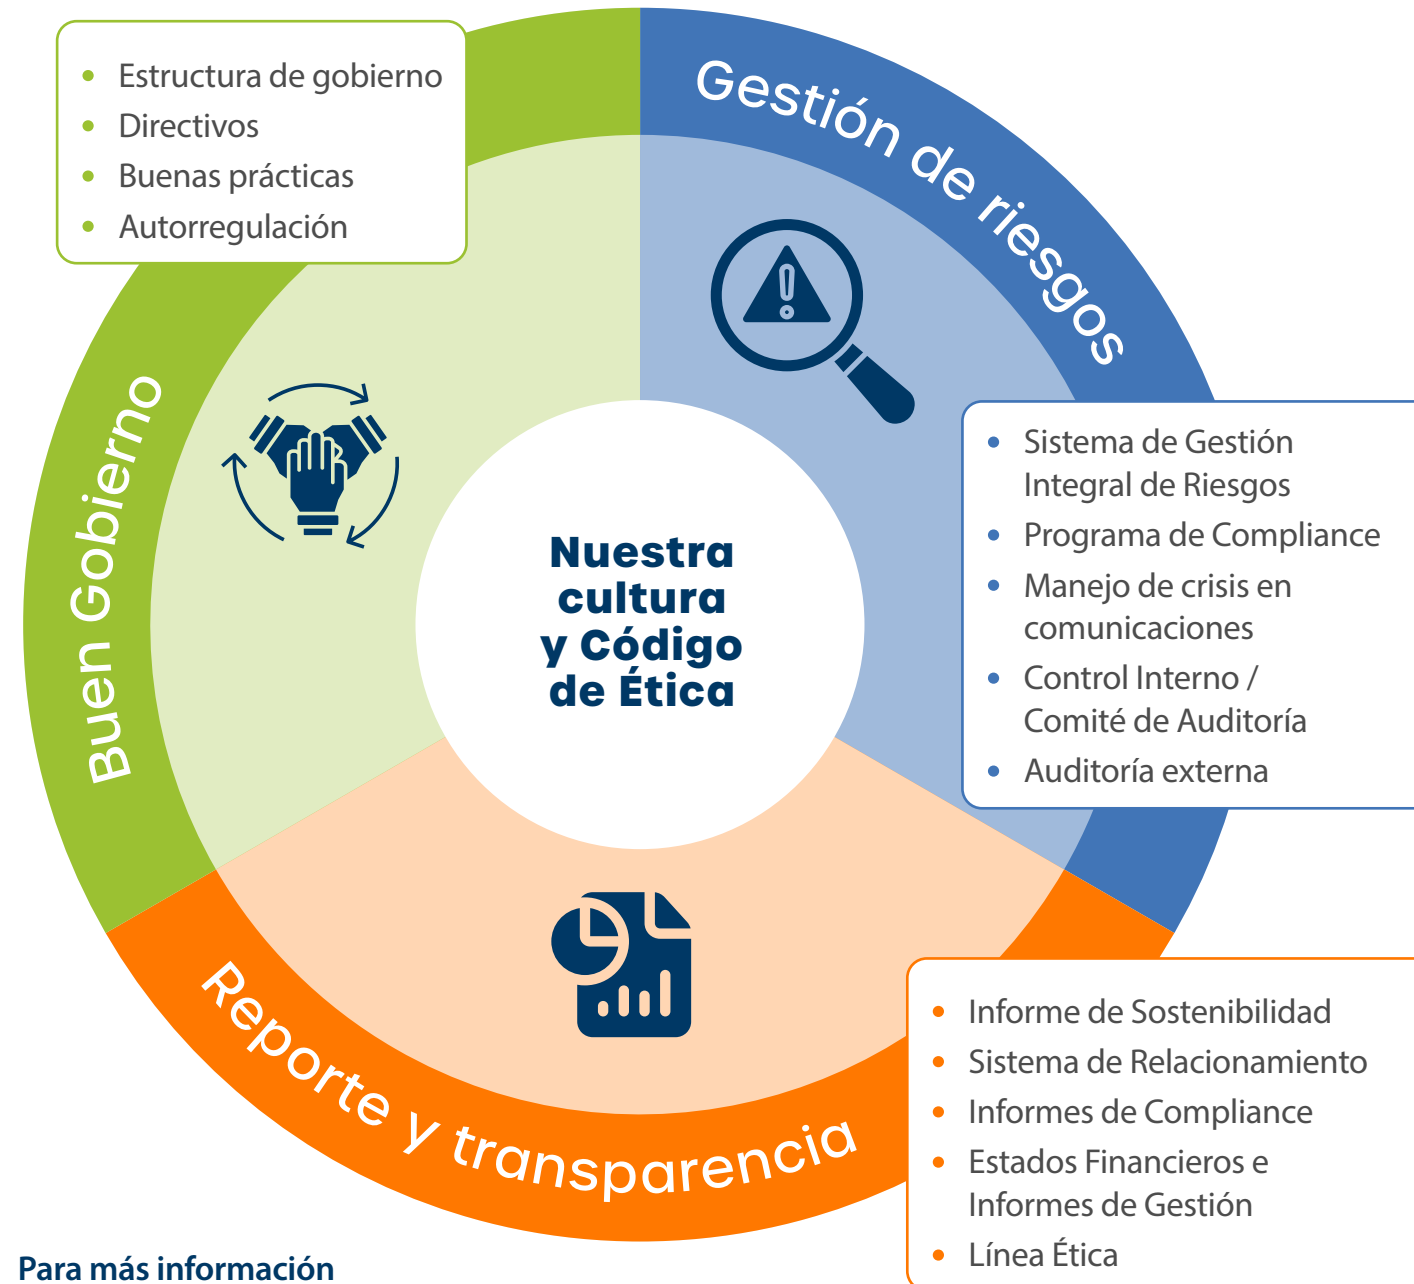 Estructura de gobierno
Directivos
Buenas prácticas
Autorregulación
Gestión de riesgos
Sistema de Gestión
Integral de Riesgos
Programa de Compliance
Manejo de crisis en
comunicaciones
Control Interno /
Comité de Auditoría
Auditoría externa
Buen Gobierno
Nuestra
cultura
y Código
de Ética
Reporte y transparencia
Informe de Sostenibilidad
Sistema de Relacionamiento
Informes de Compliance
Estados Financieros e
Informes de Gestión
Línea Ética
Para más información